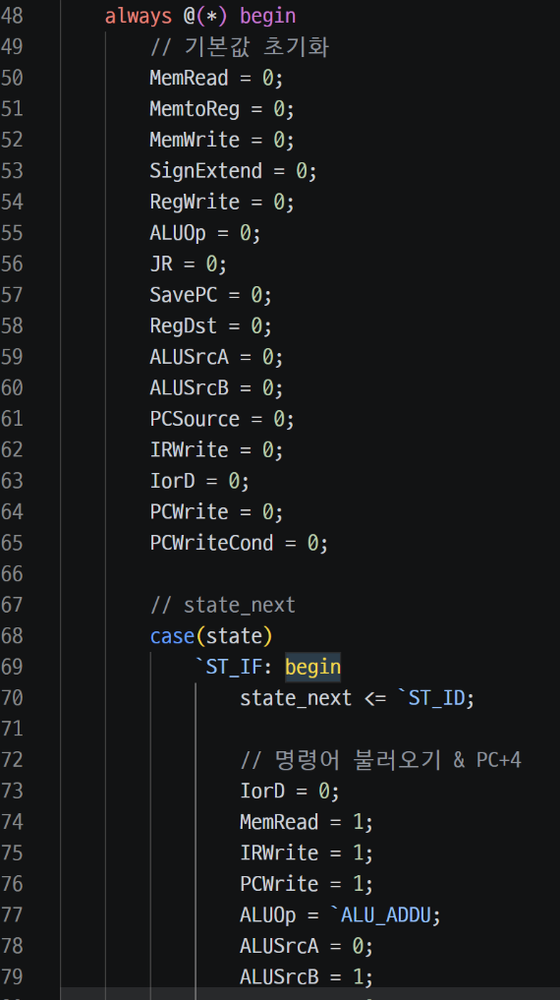 48 always @(*) begin
49 // 기본값 초기화
50 MemRead = 0;
51 MemtoReg = 0;
52 MemWrite = 0;
53 SignExtend = 0;
54 RegWrite = 0;
55 ALUOp = 0;
56 JR = 0;
57 SavePC = 0;
58 RegDst = 0;
59 ALUSrcA = 0;
60 ALUSrcB = 0;
61 PCSource = 0;
62 IRWrite = 0;
63 IorD = 0;
64 PCWrite = 0;
65 PCWriteCond = 0;
66
67 // state_next
68 case(state)
69 `ST_IF: begin
70 state_next <= `ST_ID;
71
72 // 명령어 불러오기 & PC+4
73 IorD = 0;
74 MemRead = 1;
75 IRWrite = 1;
76 PCWrite = 1;
77 ALUOp = `ALU_ADDU;
78 ALUSrcA = 0;
79 ALUSrcB = 1;